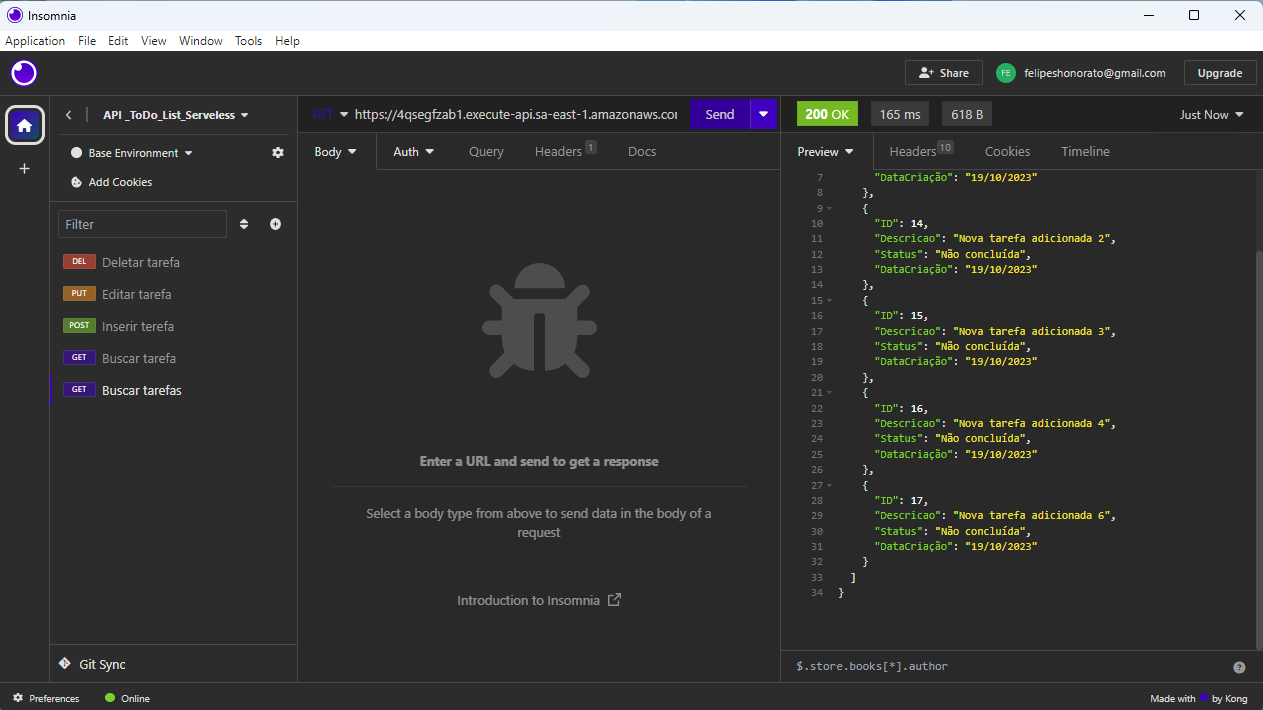 Insomnia
Application File Edit View Window Tools Help
Share
FE
felipeshonorato@gmail.com
Upgrade
API _ToDo_List_Serveless
Base Environment
Add Cookies
Filter
DEL Deletar tarefa
PUT Editar tarefa
POST Inserir terefa
GET Buscar tarefa
GET Buscar tarefas
Git Sync
GET https://4qsegfzab1.execute-api.sa-east-1.amazonaws.con
Send
Body Auth Query Headers 1 Docs
Enter a URL and send to get a response
Select a body type from above to send data in the body of a
request
Introduction to Insomnia
200 OK 165 ms 618 B Just Now
Preview Headers 10 Cookies Timeline
7 "DataCriação": "19/10/2023"
8 },
9 {
10 "ID": 14,
11 "Descricao": "Nova tarefa adicionada 2",
12 "Status": "Não concluída",
13 "DataCriação": "19/10/2023"
14 },
15 {
16 "ID": 15,
17 "Descricao": "Nova tarefa adicionada 3",
18 "Status": "Não concluída",
19 "DataCriação": "19/10/2023"
20 },
21 {
22 "ID": 16,
23 "Descricao": "Nova tarefa adicionada 4",
24 "Status": "Não concluída",
25 "DataCriação": "19/10/2023"
26 },
27 {
28 "ID": 17,
29 "Descricao": "Nova tarefa adicionada 6",
30 "Status": "Não concluída",
31 "DataCriação": "19/10/2023"
32 }
33 ]
34 }
$.store.books[*].author
?
Preferences
Online
Made with 💜 by Kong